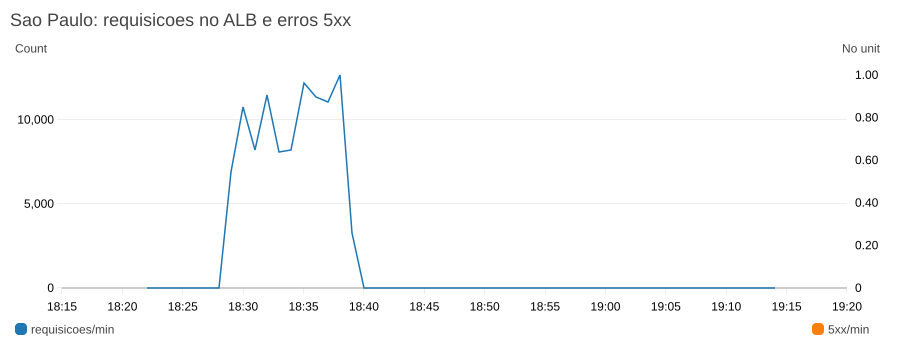 Sao Paulo: requisicoes no ALB e erros 5xx
Count No unit
1.00
10,000 0.80
0.60
5,000 0.40
0.20
0 0
18:15 18:20 18:25 18:30 18:35 18:40 18:45 18:50 18:55 19:00 19:05 19:10 19:15 19:20
requisicoes/min 5xx/min